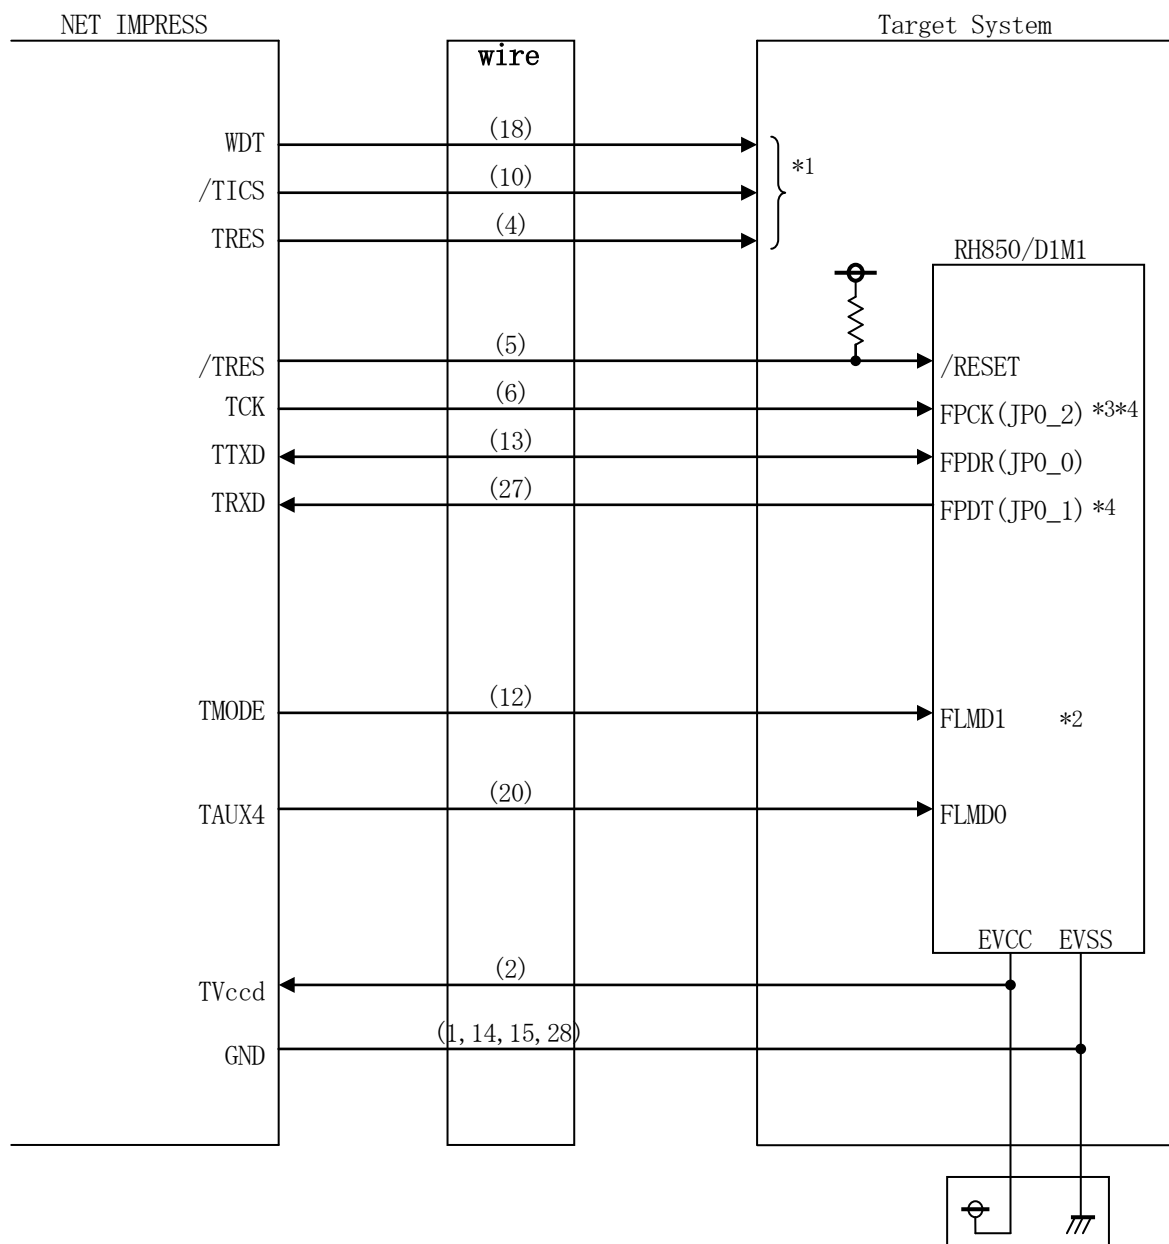 NET IMPRESS
Target System
wire
WDT
(18)
*1
/TICS
(10)
TRES
(4)
RH850/D1M1
/TRES
(5)
/RESET
TCK
(6)
FPCK(JP0_2) *3*4
TTXD
(13)
FPDR(JP0_0)
TRXD
(27)
FPDT(JP0_1) *4
TMODE
(12)
FLMD1 *2
TAUX4
(20)
FLMD0
EVCC EVSS
TVccd
(2)
GND
(1,14,15,28)